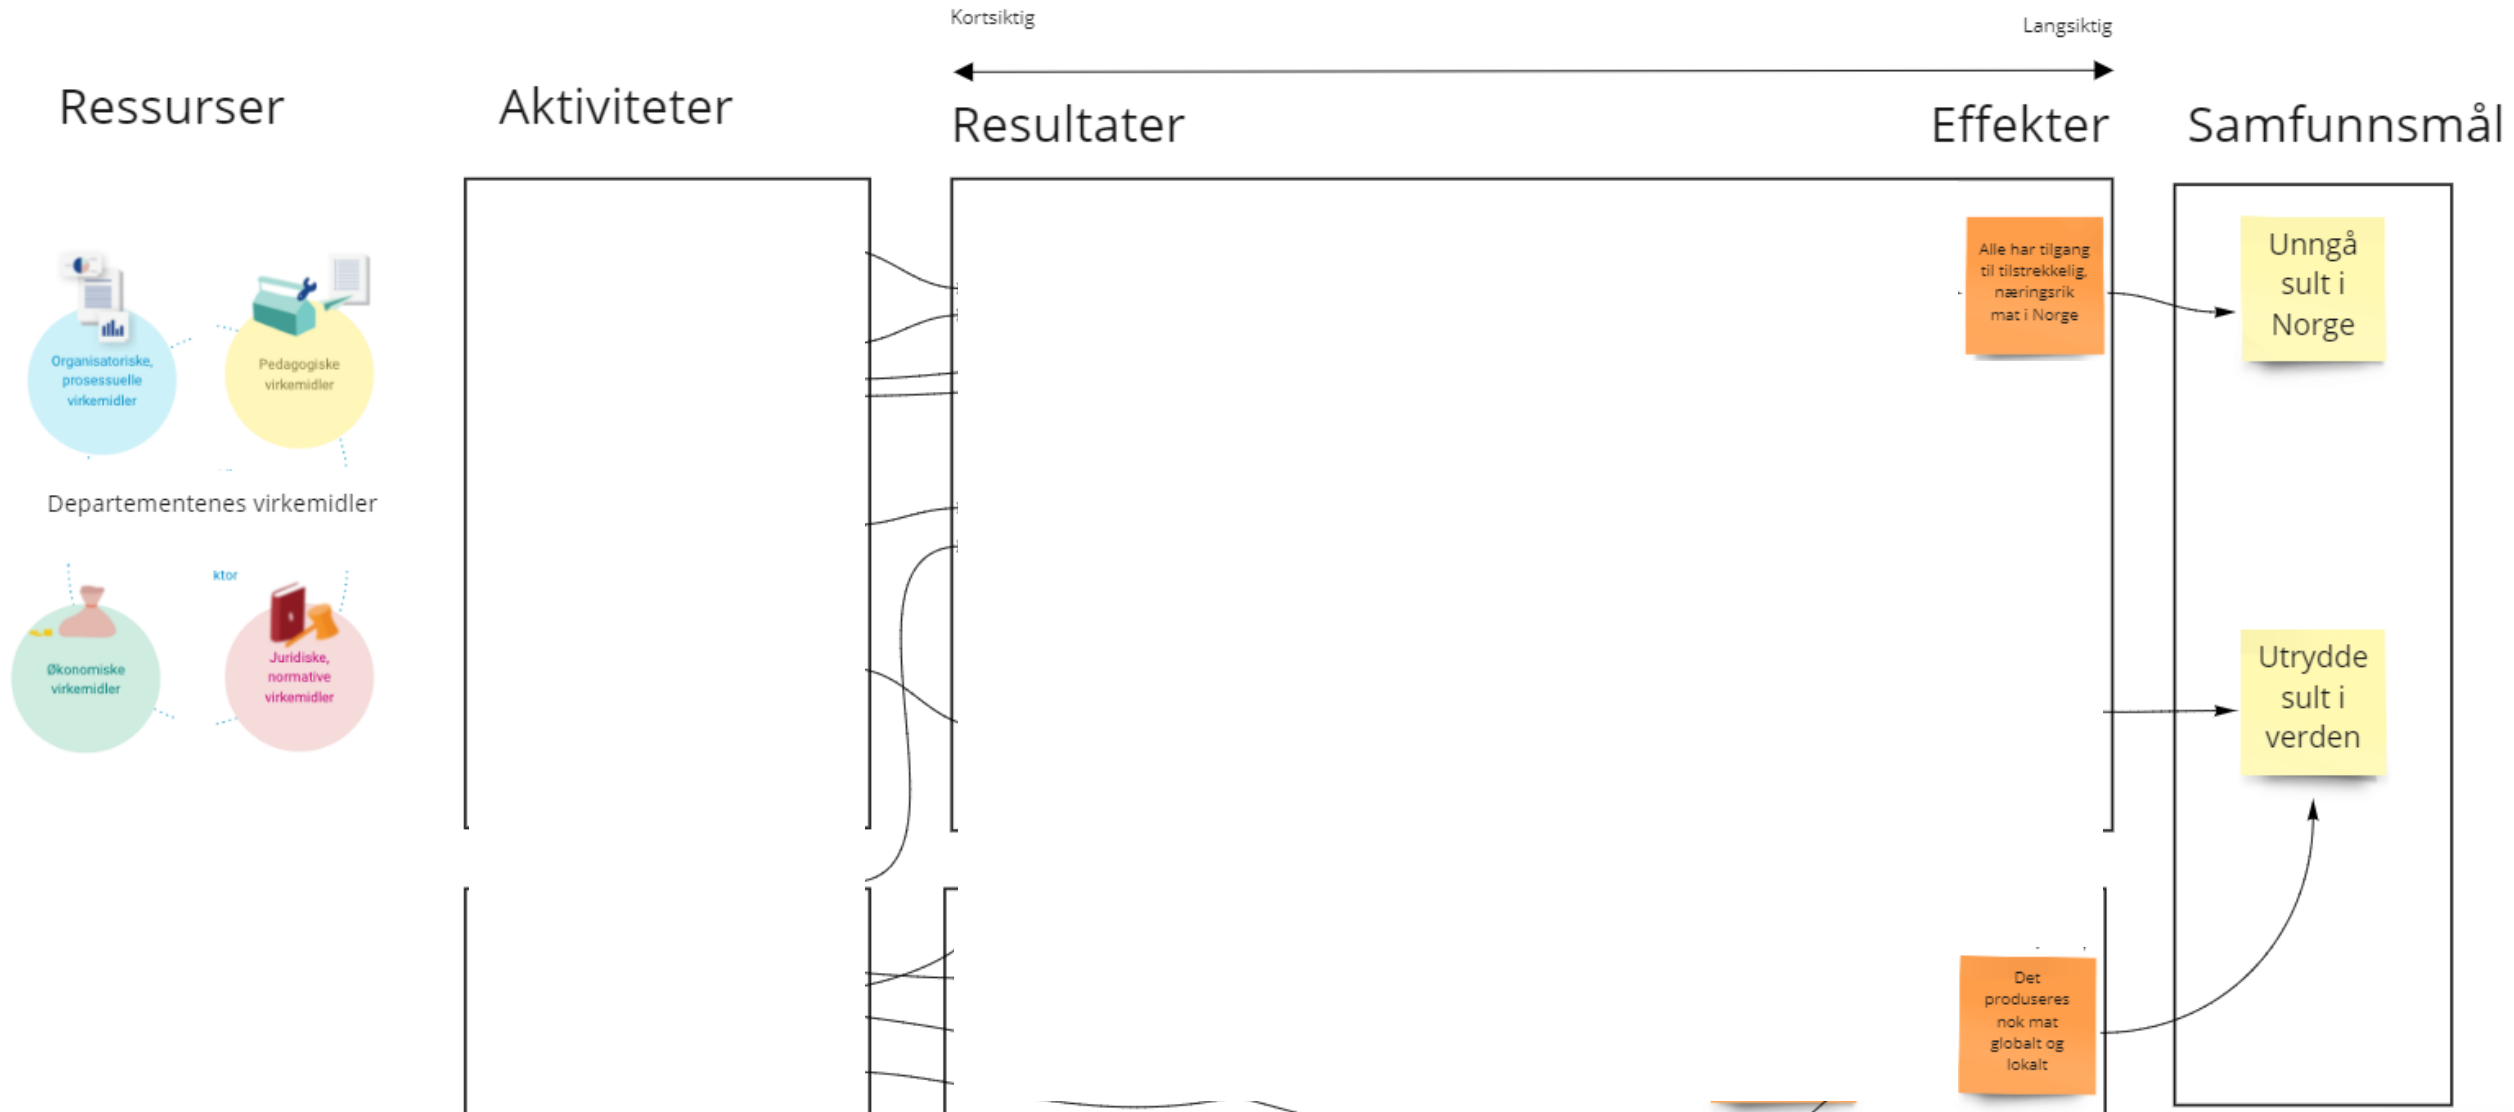 Kortsiktig
Langsiktig
Ressurser
Aktiviteter
Resultater
Effekter
Samfunnsmål
Organisatoriske,
prosessuelle
virkemidler
Pedagogiske
virkemidler
Departementenes virkemidler
ktor
Økonomiske
virkemidler
Juridiske,
normative
virkemidler
Alle har tilgang
til tilstrekkelig,
næringsrik
mat i Norge
Unngå
sult i
Norge
Utrydde
sult i
verden
Det
produseres
nok mat
globalt og
lokalt